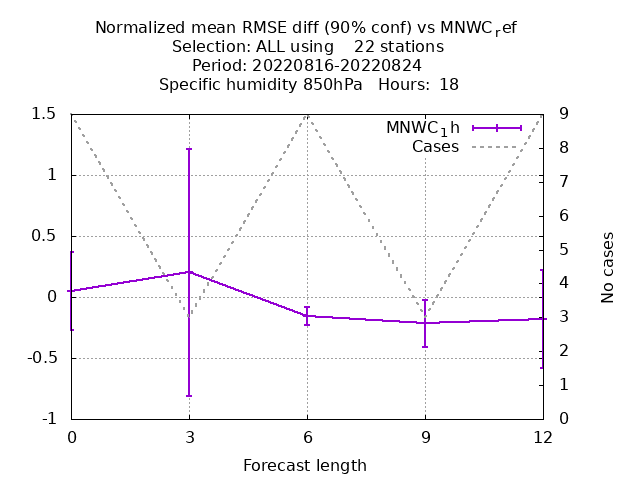 Normalized mean RMSE diff (90% conf) vs MNWCref
Selection: ALL using    22 stations
Period: 20220816-20220824
Specific humidity 850hPa   Hours: 18
MNWC1h
Cases
1.5
1
0.5
0
-0.5
-1
9
8
7
6
5
4
3
2
1
0
No cases
0
3
6
9
12
Forecast length